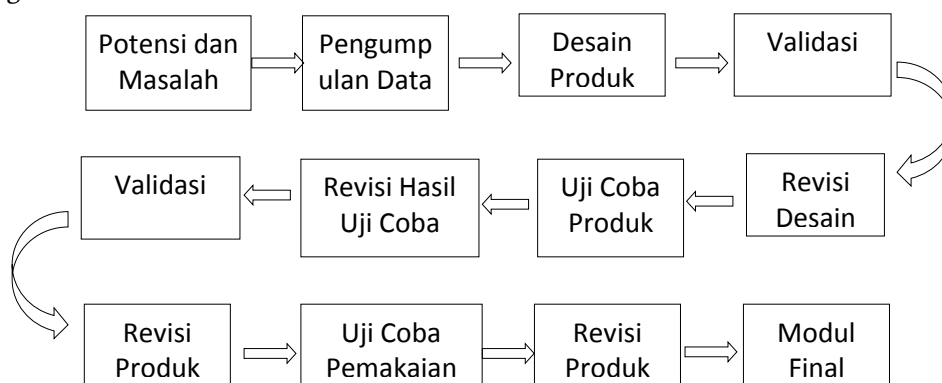 Potensi dan
Masalah
Pengump
ulan Data
Desain
Produk
Validasi
Revisi
Desain
Uji Coba
Produk
Revisi Hasil
Uji Coba
Validasi
Revisi
Produk
Uji Coba
Pemakaian
Revisi
Produk
Modul
Final